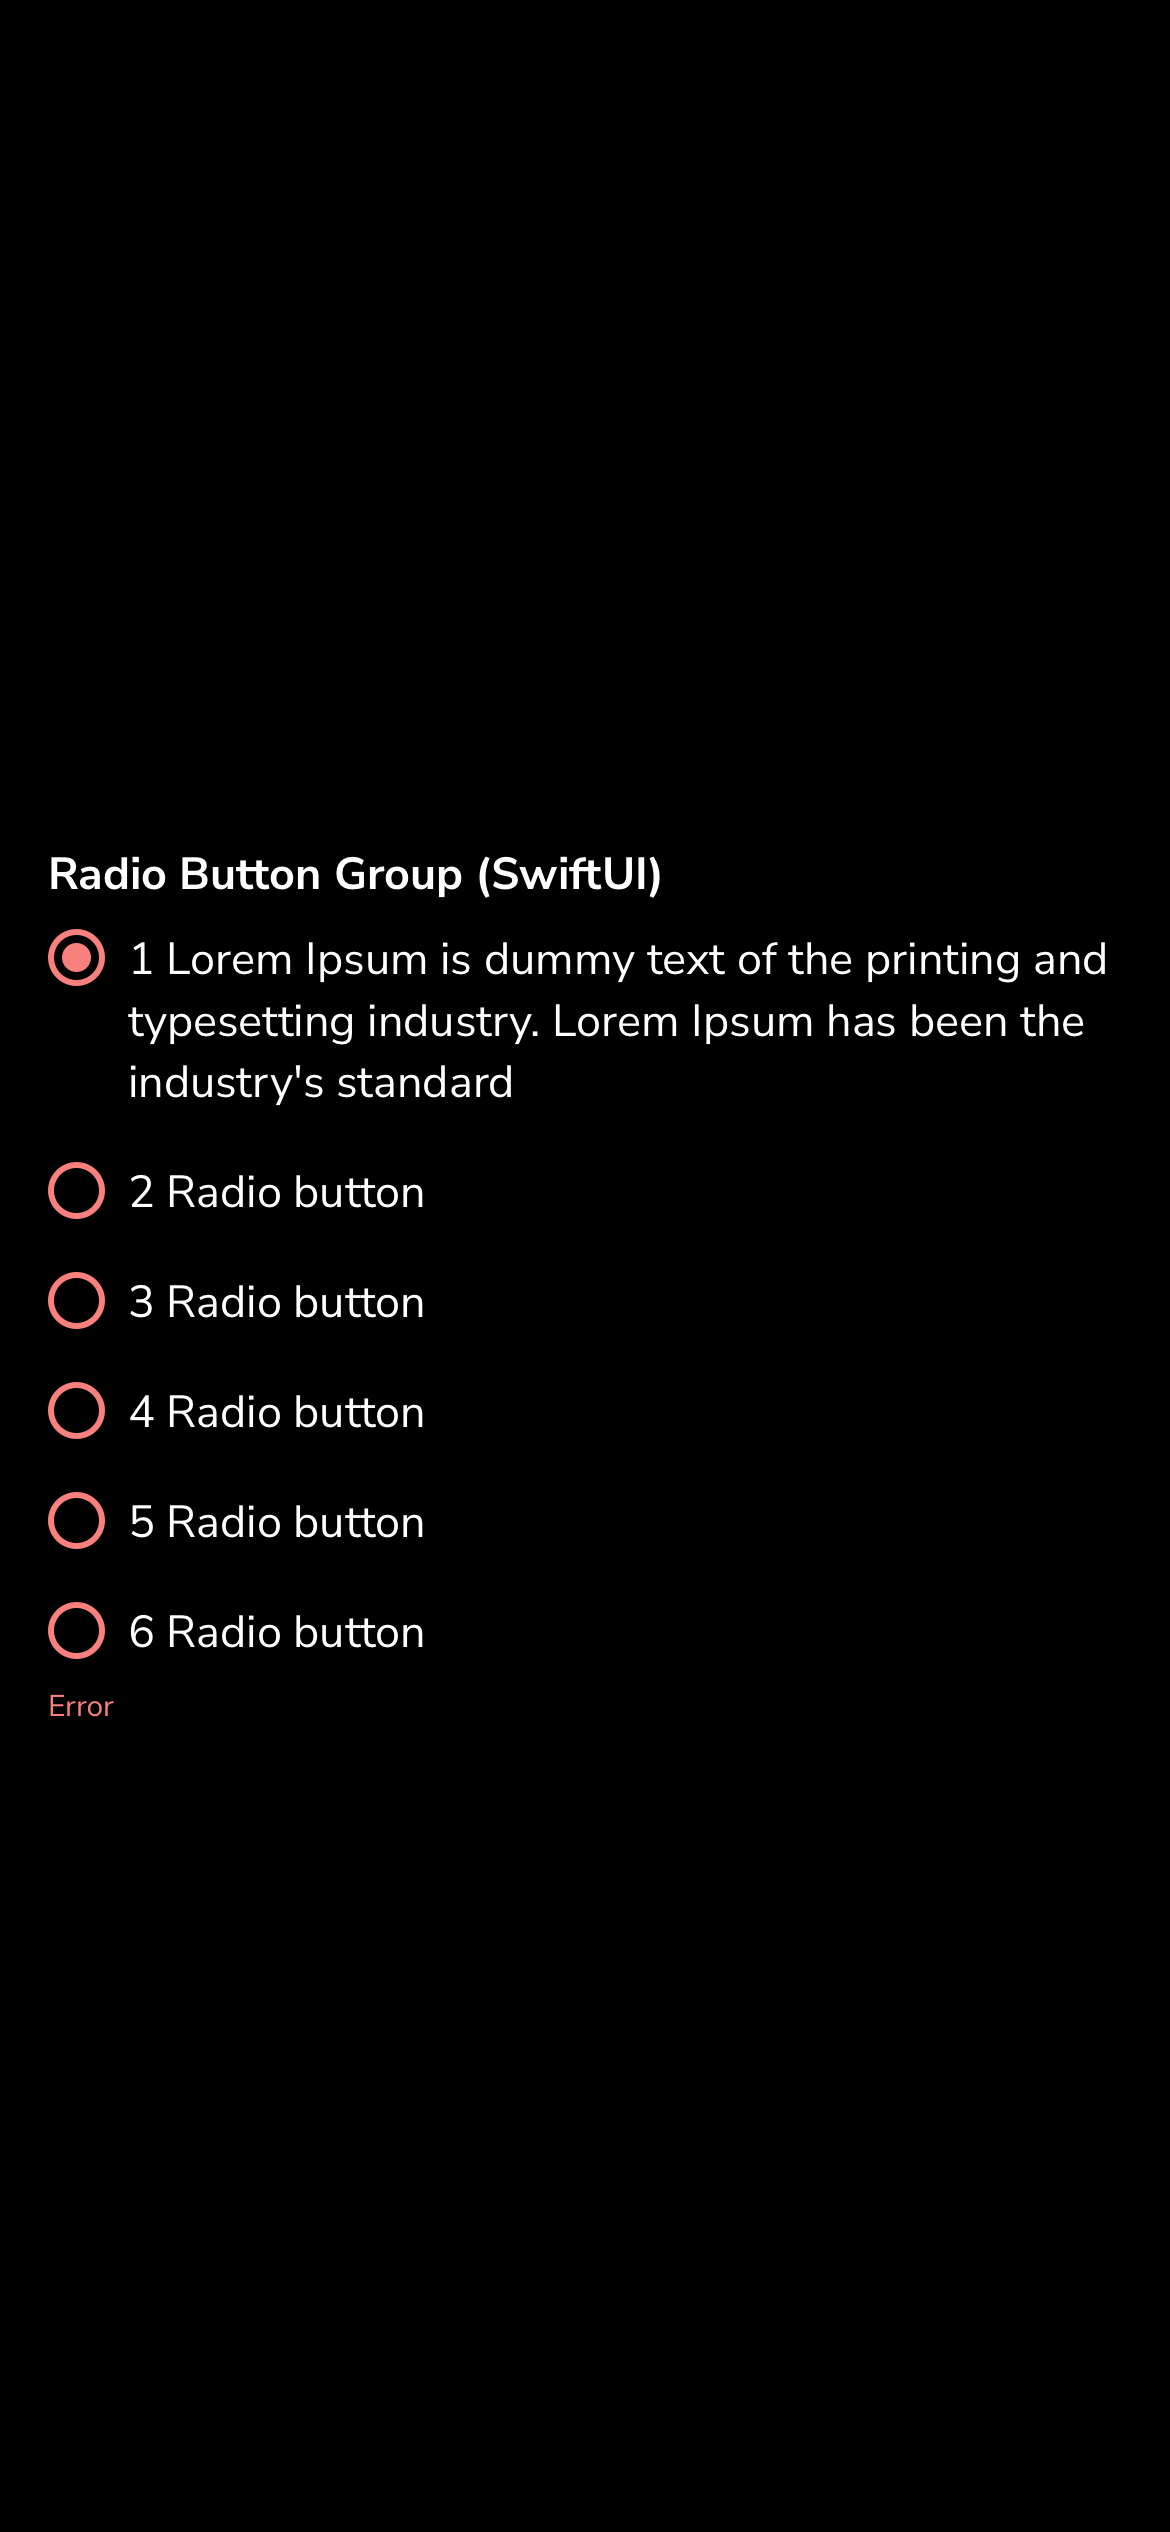 Radio Button Group (SwiftUI)
1 Lorem Ipsum is dummy text of the printing and
typesetting industry. Lorem Ipsum has been the
industry's standard
2 Radio button
3 Radio button
4 Radio button
5 Radio button
6 Radio button
Error